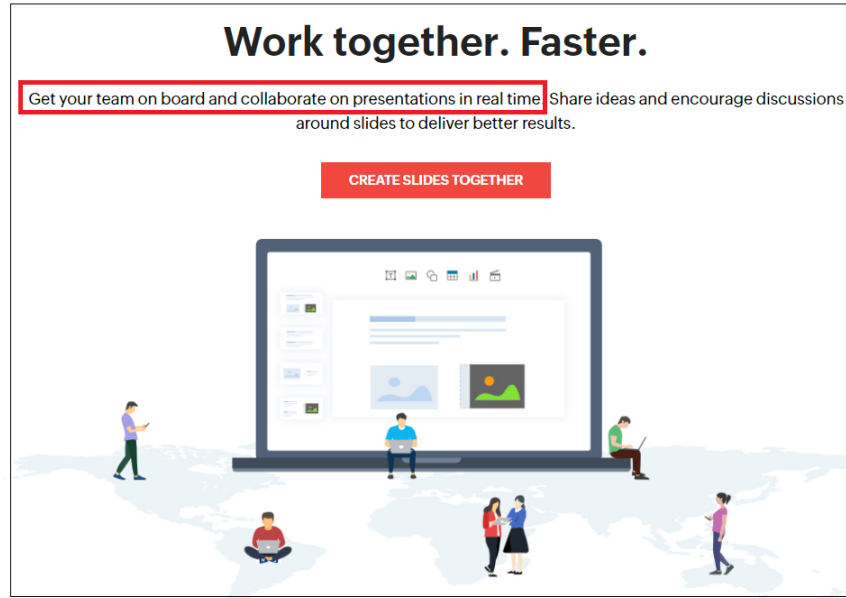 Work together. Faster.
Get your team on board and collaborate on presentations in real time. Share ideas and encourage discussions
around slides to deliver better results.
CREATE SLIDES TOGETHER